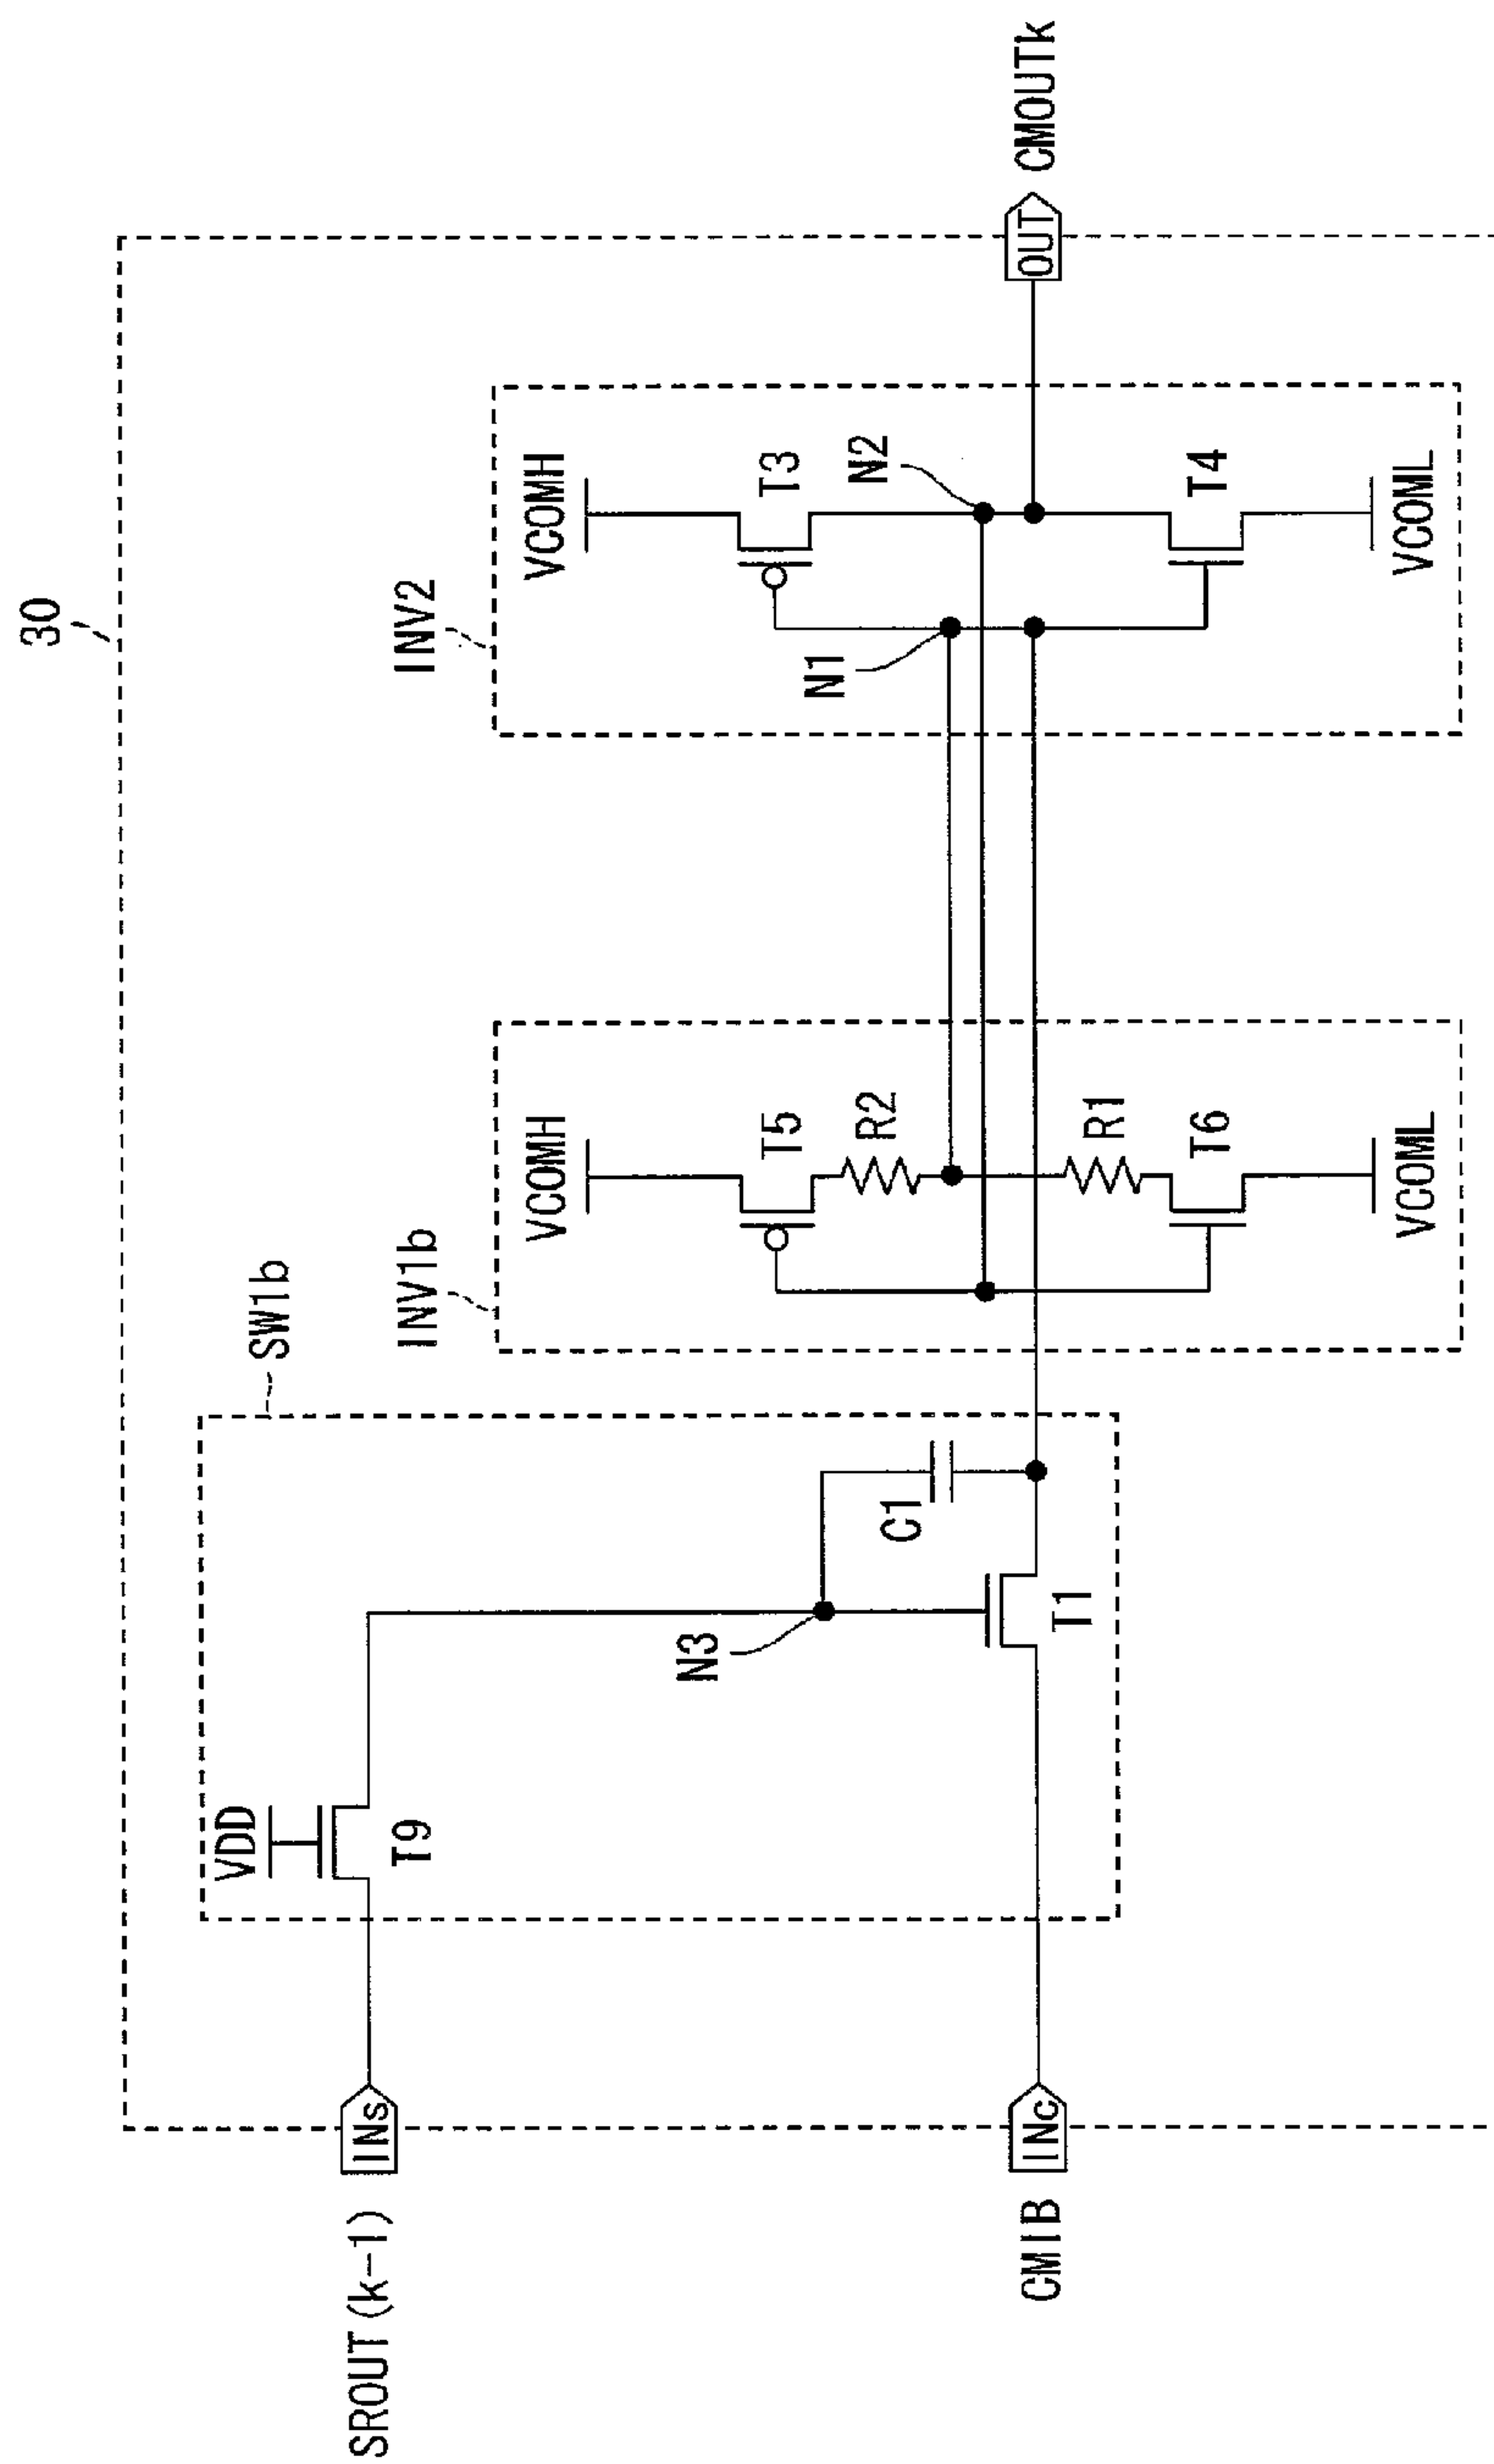 30
SW1b
INV1b
INV2
VDD
T9
N3
C1
T1
VCOMH
T5
R2
R1
T6
VCOML
VCOMH
T3
N2
N1
T4
VCOML
SROUT(k-1)
INs
CMIB
INc
OUT
CMOUTk